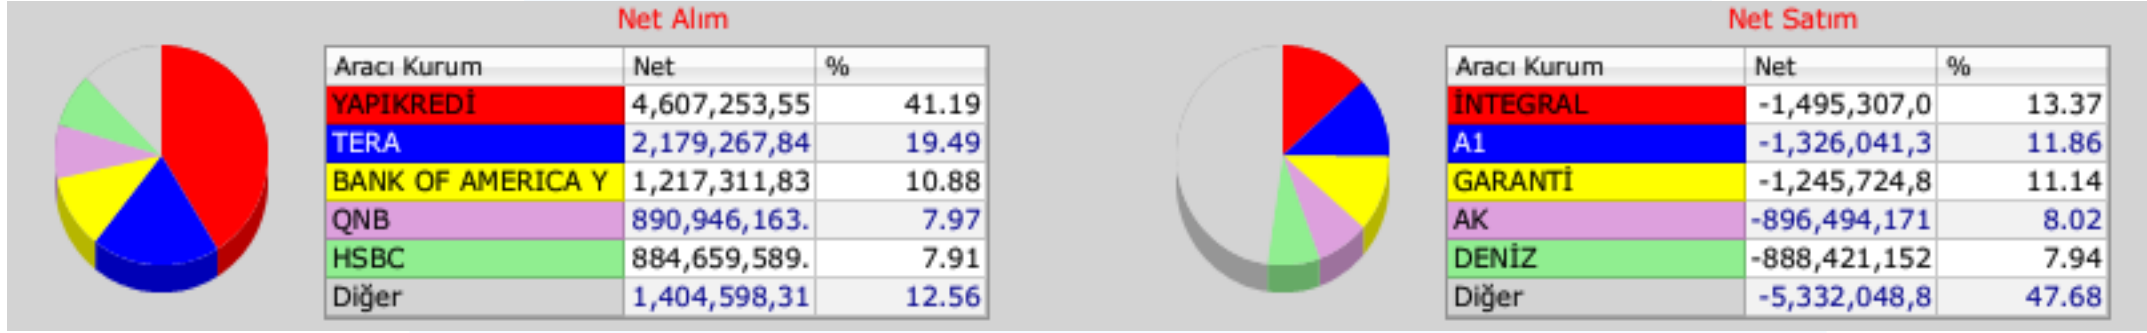 Net Alım
Aracı Kurum Net %
YAPIKREDİ 4,607,253,55 41.19
TERA 2,179,267,84 19.49
BANK OF AMERICA Y 1,217,311,83 10.88
QNB 890,946,163. 7.97
HSBC 884,659,589. 7.91
Diğer 1,404,598,31 12.56
Net Satım
Aracı Kurum Net %
İNTEGRAL -1,495,307,0 13.37
A1 -1,326,041,3 11.86
GARANTİ -1,245,724,8 11.14
AK -896,494,171 8.02
DENİZ -888,421,152 7.94
Diğer -5,332,048,8 47.68